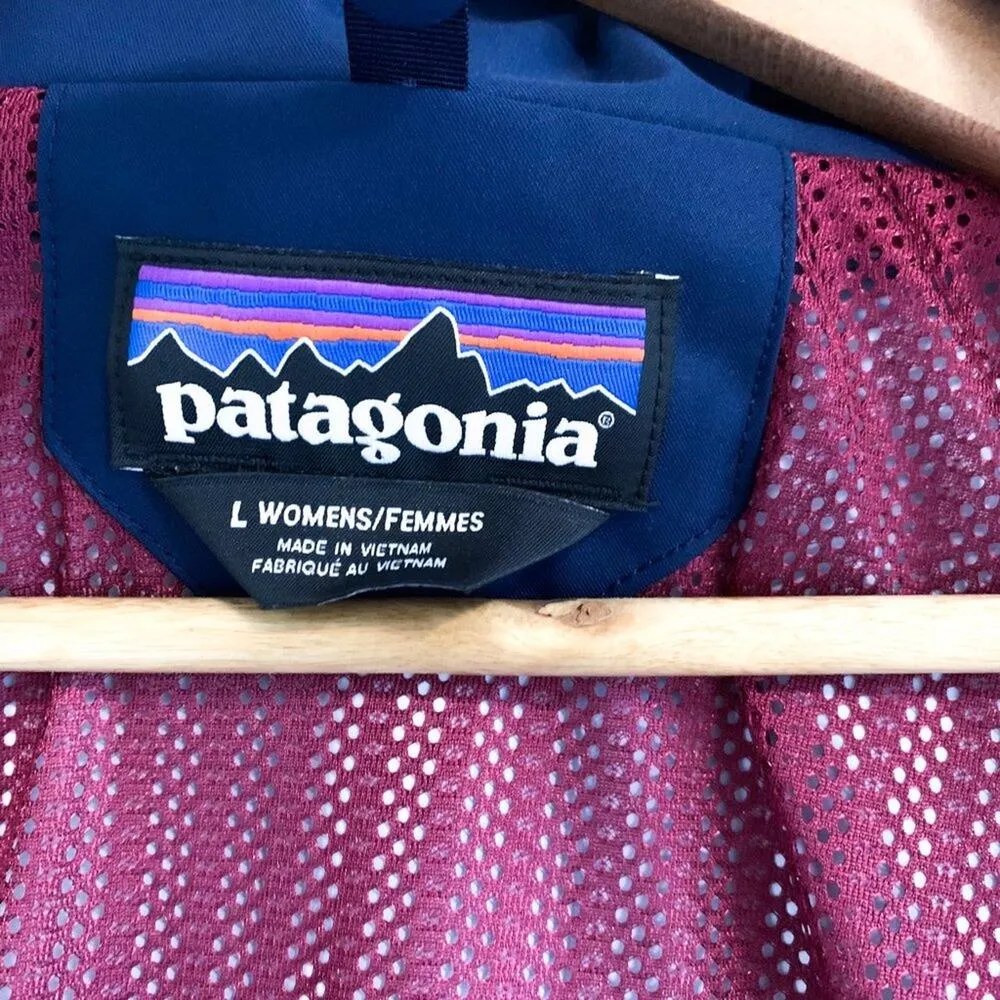 patagonia®
L WOMENS/FEMMES
MADE IN VIETNAM
FABRIQUÉ AU VIETNAM